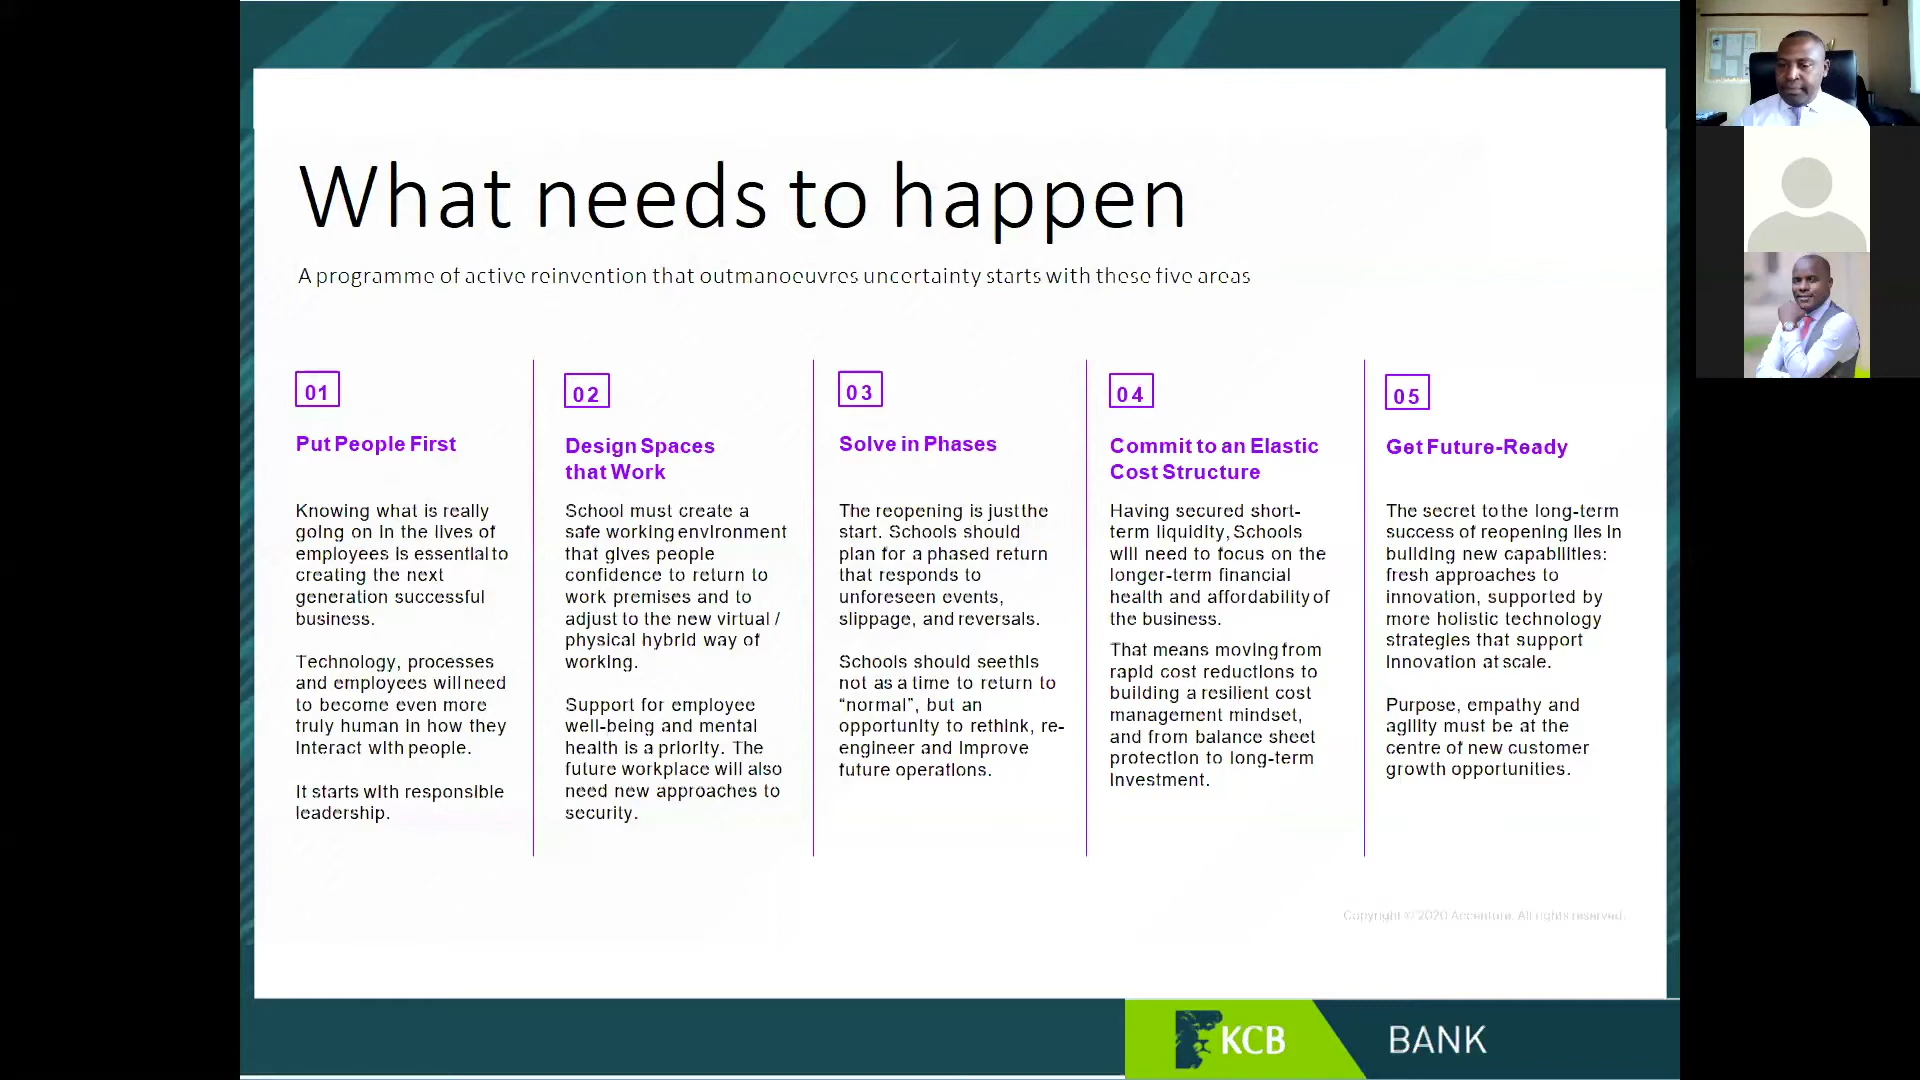 What needs to happen
A programme of active reinvention that outmanoeuvres uncertainty starts with these five areas
01
Put People First
Knowing what is really
going on in the lives of
employees is essential to
creating the next
generation successful
business.
Technology, processes
and employees will need
to become even more
truly human in how they
interact with people.
It starts with responsible
leadership.
02
Design Spaces
that Work
School must create a
safe working environment
that gives people
confidence to return to
work premises and to
adjust to the new virtual /
physical hybrid way of
working.
Support for employee
well-being and mental
health is a priority. The
future workplace will also
need new approaches to
security.
03
Solve in Phases
The reopening is just the
start. Schools should
plan for a phased return
that responds to
unforeseen events,
slippage, and reversals.
Schools should see this
not as a time to return to
“normal”, but an
opportunity to rethink, re-
engineer and improve
future operations.
04
Commit to an Elastic
Cost Structure
Having secured short-
term liquidity, Schools
will need to focus on the
longer-term financial
health and affordability of
the business.
That means moving from
rapid cost reductions to
building a resilient cost
management mindset,
and from balance sheet
protection to long-term
investment.
05
Get Future-Ready
The secret to the long-term
success of reopening lies in
building new capabilities:
fresh approaches to
innovation, supported by
more holistic technology
strategies that support
innovation at scale.
Purpose, empathy and
agility must be at the
centre of new customer
growth opportunities.
Copyright © 2020 Accenture. All rights reserved.
KCB BANK